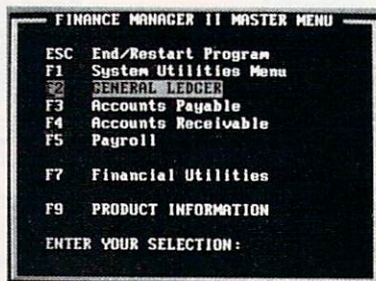 FINANCE MANAGER II MASTER MENU
ESC End/Restart Program
F1 System Utilities Menu
F2 GENERAL LEDGER
F3 Accounts Payable
F4 Accounts Receivable
F5 Payroll
F7 Financial Utilities
F9 PRODUCT INFORMATION
ENTER YOUR SELECTION: